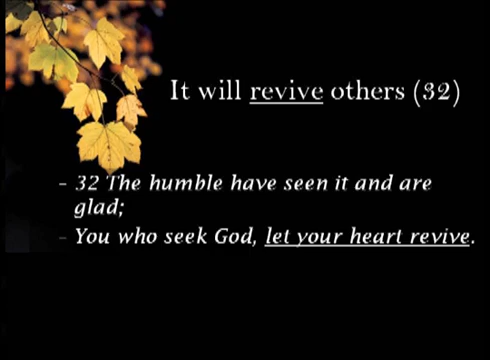 It will revive others (32)
- 32 The humble have seen it and are
glad;
- You who seek God, let your heart revive.